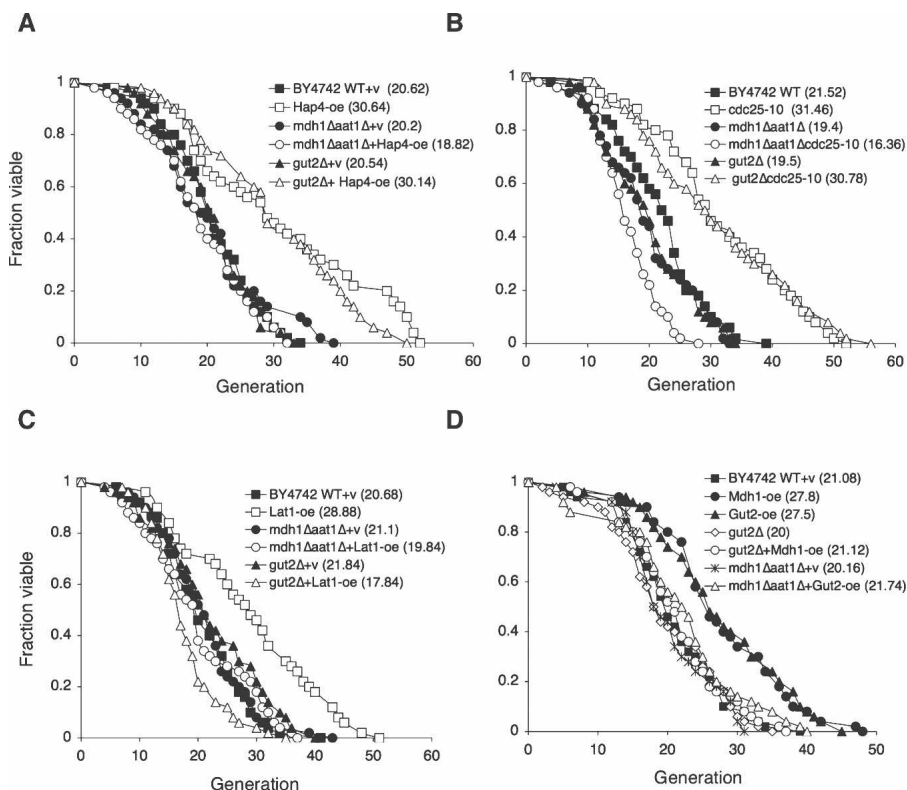 A
Fraction viable
1
0.8
0.6
0.4
0.2
0
0 10 20 30 40 50 60
Generation
BY4742 WT+v (20.62)
Hap4-oe (30.64)
mdh1Δaat1Δ+v (20.2)
mdh1Δaat1Δ+Hap4-oe (18.82)
gut2Δ+v (20.54)
gut2Δ+ Hap4-oe (30.14)
B
1
0.8
0.6
0.4
0.2
0
0 10 20 30 40 50 60
Generation
BY4742 WT (21.52)
cdc25-10 (31.46)
mdh1Δaat1Δ (19.4)
mdh1Δaat1Δcdc25-10 (16.36)
gut2Δ (19.5)
gut2Δcdc25-10 (30.78)
C
Fraction viable
1
0.8
0.6
0.4
0.2
0
0 10 20 30 40 50 60
Generation
BY4742 WT+v (20.68)
Lat1-oe (28.88)
mdh1Δaat1Δ+v (21.1)
mdh1Δaat1Δ+Lat1-oe (19.84)
gut2Δ+v (21.84)
gut2Δ+Lat1-oe (17.84)
D
1
0.8
0.6
0.4
0.2
0
0 10 20 30 40 50
Generation
BY4742 WT+v (21.08)
Mdh1-oe (27.8)
Gut2-oe (27.5)
gut2Δ (20)
gut2Δ+Mdh1-oe (21.12)
mdh1Δaat1Δ+v (20.16)
mdh1Δaat1Δ+Gut2-oe (21.74)